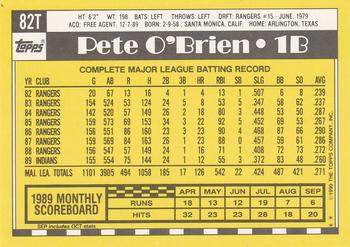 82T
Topps
HT: 6'2" WT: 198 BATS: LEFT THROWS: LEFT DRFT: RANGERS #15-JUNE, 1979
ACQ: FREE AGENT, 12-7-89 BORN: 2-9-58, SANTA MONICA, CALIF. HOME: ARLINGTON, TEXAS
Pete O'Brien • 1B
COMPLETE MAJOR LEAGUE BATTING RECORD
YR CLUB G AB R H 2B 3B HR RBI SB SLG BB SO AVG
82 RANGERS 20 67 13 16 4 1 4 13 1 .507 6 8 .239
83 RANGERS 154 524 53 124 24 5 8 53 5 .347 58 62 .237
84 RANGERS 142 520 57 149 26 2 18 80 3 .448 53 50 .287
85 RANGERS 159 573 69 153 34 3 22 92 5 .452 69 53 .267
86 RANGERS 156 551 86 160 23 3 23 90 4 .468 87 66 .290
87 RANGERS 159 569 84 163 26 1 23 88 0 .457 59 61 .286
88 RANGERS 156 547 57 149 24 1 16 71 1 .408 72 73 .272
89 INDIANS 155 554 75 144 24 1 12 55 3 .372 83 48 .260
MAJ. LEA. TOTALS 1101 3905 494 1058 185 17 126 542 22 .425 487 421 .271
1989 MONTHLY SCOREBOARD
APR MAY JUN JUL AUG SEP
RUNS 18 13 12 7 6
HITS 32 18 20
SEP includes OCT stats
©1990 THE TOPPS COMPANY, INC.